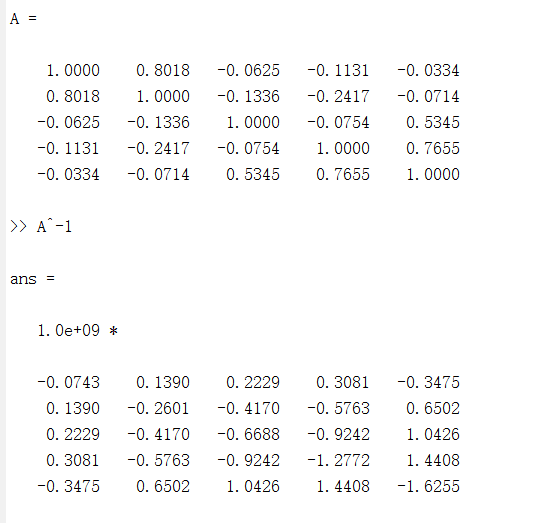 A =
1.0000 0.8018 -0.0625 -0.1131 -0.0334
0.8018 1.0000 -0.1336 -0.2417 -0.0714
-0.0625 -0.1336 1.0000 -0.0754 0.5345
-0.1131 -0.2417 -0.0754 1.0000 0.7655
-0.0334 -0.0714 0.5345 0.7655 1.0000
>> A^-1
ans =
1.0e+09 *
-0.0743 0.1390 0.2229 0.3081 -0.3475
0.1390 -0.2601 -0.4170 -0.5763 0.6502
0.2229 -0.4170 -0.6688 -0.9242 1.0426
0.3081 -0.5763 -0.9242 -1.2772 1.4408
-0.3475 0.6502 1.0426 1.4408 -1.6255